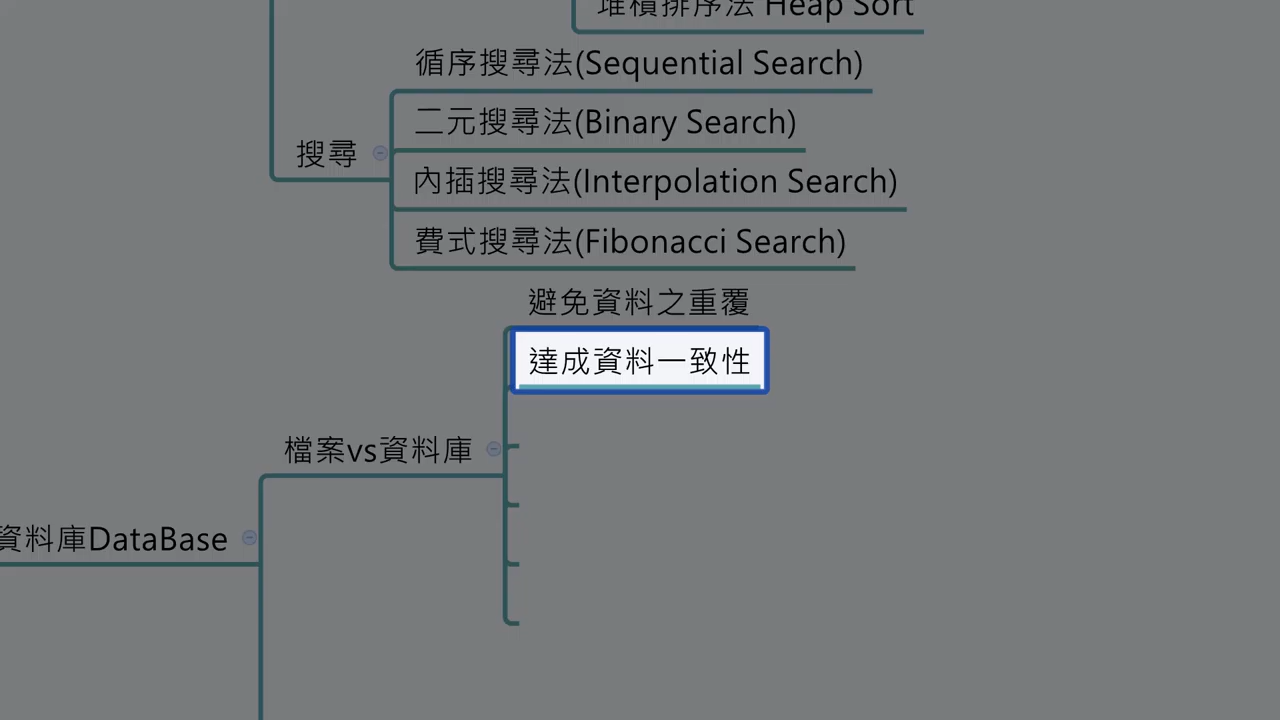 堆積排序法 Heap Sort
循序搜尋法(Sequential Search)
二元搜尋法(Binary Search)
搜尋
內插搜尋法(Interpolation Search)
費式搜尋法(Fibonacci Search)
避免資料之重覆
達成資料一致性
檔案vs資料庫
資料庫DataBase